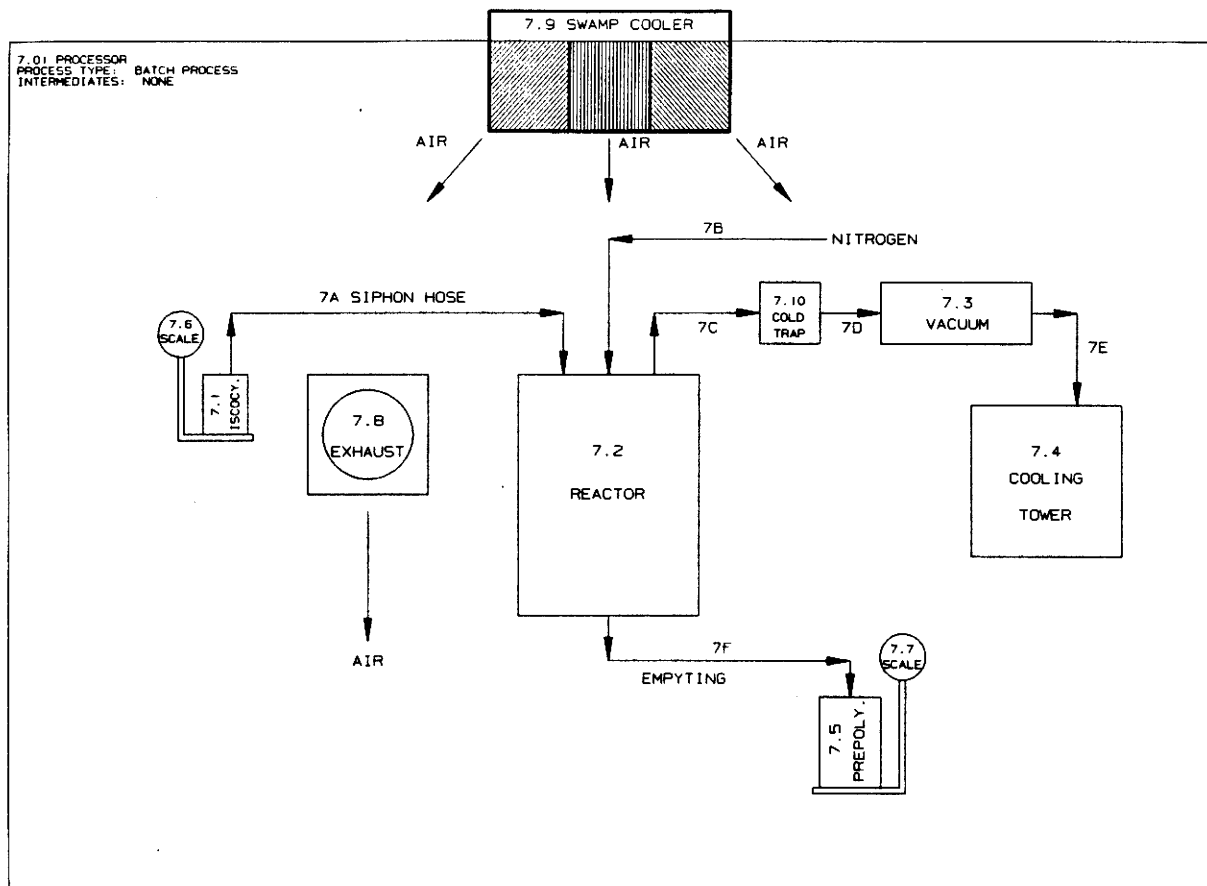 7.9 SWAMP COOLER
7.01 PROCESSOR
PROCESS TYPE: BATCH PROCESS
INTERMEDIATES: NONE
AIR
AIR
AIR
7B
NITROGEN
7A SIPHON HOSE
7.6
SCALE
7.1
ISCOCY.
7.8
EXHAUST
AIR
7C
7.10
COLD
TRAP
7D
7.3
VACUUM
7E
7.2
REACTOR
7.4
COOLING
TOWER
7F
EMPYTING
7.7
SCALE
7.5
PREPOLY.